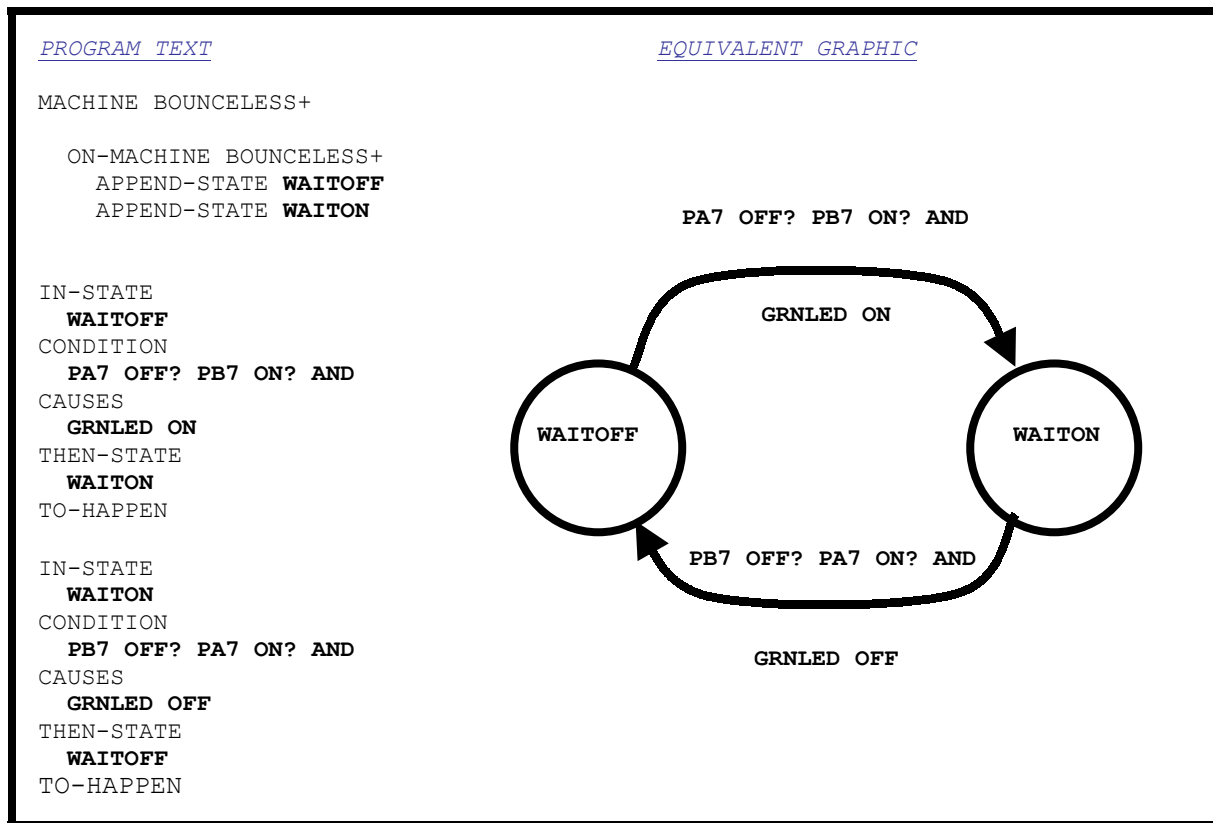 PROGRAM TEXT
EQUIVALENT GRAPHIC
MACHINE BOUNCELESS+
ON-MACHINE BOUNCELESS+
APPEND-STATE WAITOFF
APPEND-STATE WAITON
IN-STATE
WAITOFF
CONDITION
PA7 OFF? PB7 ON? AND
CAUSES
GRNLED ON
THEN-STATE
WAITON
TO-HAPPEN
IN-STATE
WAITON
CONDITION
PB7 OFF? PA7 ON? AND
CAUSES
GRNLED OFF
THEN-STATE
WAITOFF
TO-HAPPEN
PA7 OFF? PB7 ON? AND
GRNLED ON
WAITOFF
WAITON
PB7 OFF? PA7 ON? AND
GRNLED OFF